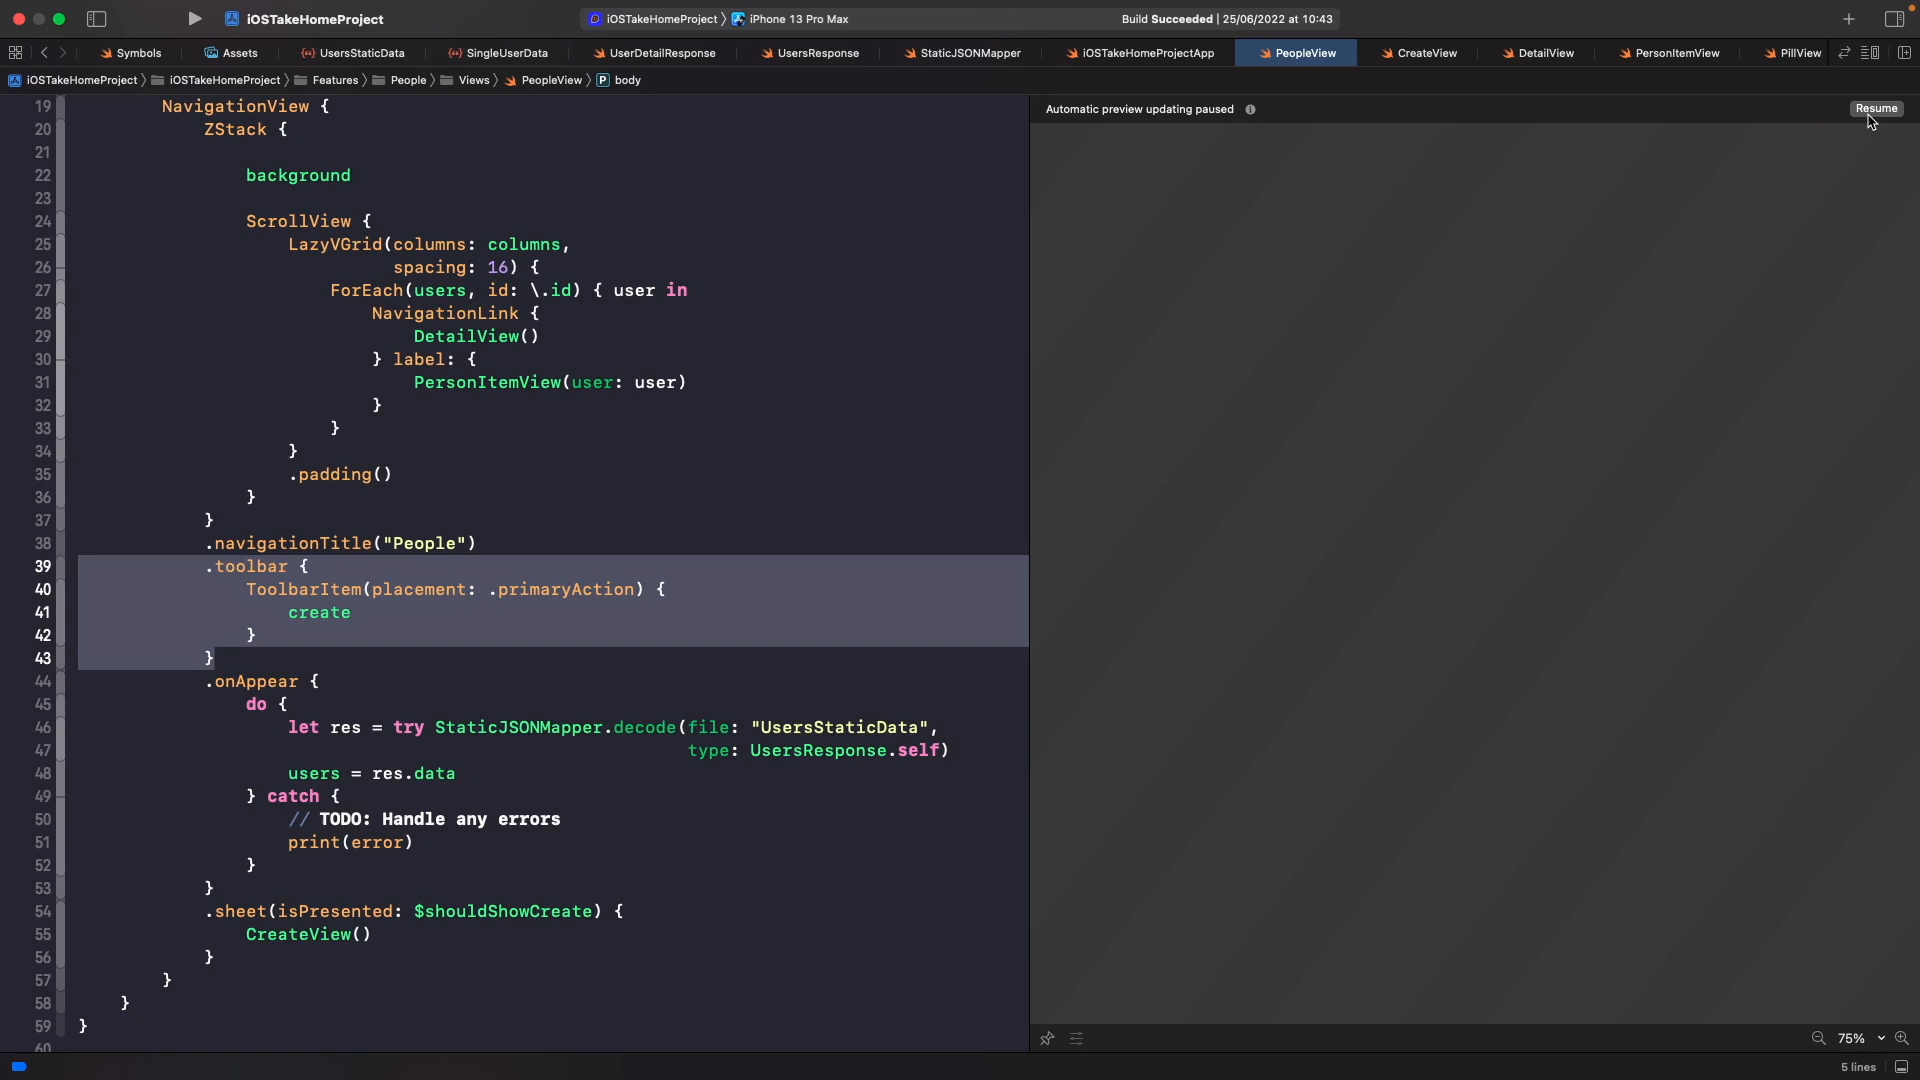 iOSTakeHomeProject
iOSTakeHomeProject
iPhone 13 Pro Max
Build Succeeded | 25/06/2022 at 10:43
Symbols
Assets
UsersStaticData
SingleUserData
UserDetailResponse
UsersResponse
StaticJSONMapper
iOSTakeHomeProjectApp
PeopleView
CreateView
DetailView
PersonItemView
PillView
iOSTakeHomeProject
iOSTakeHomeProject
Features
People
Views
PeopleView
P body
19 NavigationView {
20 ZStack {
21
22 background
23
24 ScrollView {
25 LazyVGrid(columns: columns,
26 spacing: 16) {
27 ForEach(users, id: \.id) { user in
28 NavigationLink {
29 DetailView()
30 } label: {
31 PersonItemView(user: user)
32 }
33 }
34 }
35 .padding()
36 }
37 }
38 .navigationTitle("People")
39 .toolbar {
40 ToolbarItem(placement: .primaryAction) {
41 create
42 }
43 }
44 .onAppear {
45 do {
46 let res = try StaticJSONMapper.decode(file: "UsersStaticData",
47 type: UsersResponse.self)
48 users = res.data
49 } catch {
50 // TODO: Handle any errors
51 print(error)
52 }
53 }
54 .sheet(isPresented: $shouldShowCreate) {
55 CreateView()
56 }
57 }
58 }
59 }
60
Automatic preview updating paused
Resume
75%
5 lines